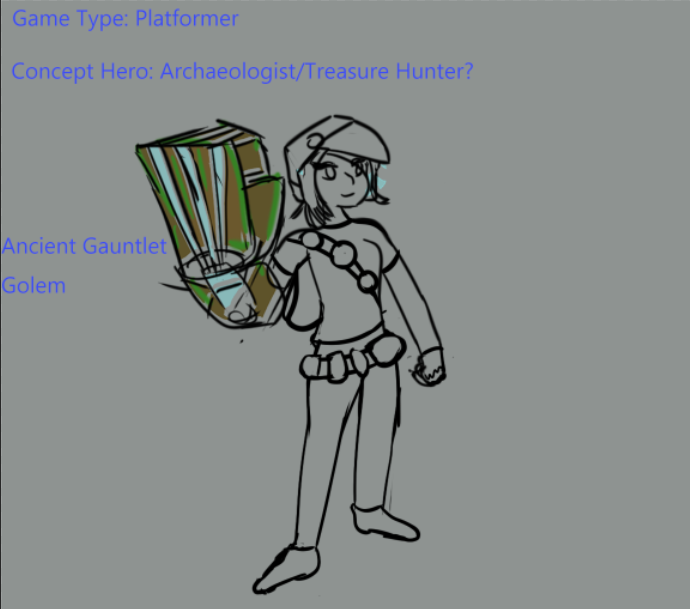 Game Type: Platformer
Concept Hero: Archaeologist/Treasure Hunter?
Ancient Gauntlet
Golem